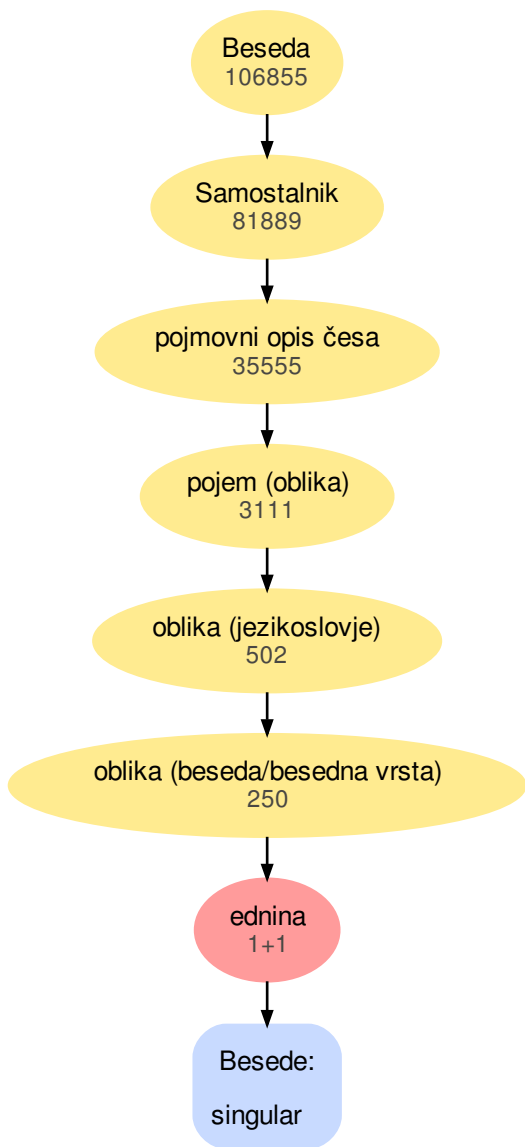 Beseda
106855
Samostalnik
81889
pojmovni opis česa
35555
pojem (oblika)
3111
oblika (jezikoslovje)
502
oblika (beseda/besedna vrsta)
250
ednina
1+1
Besede:
singular